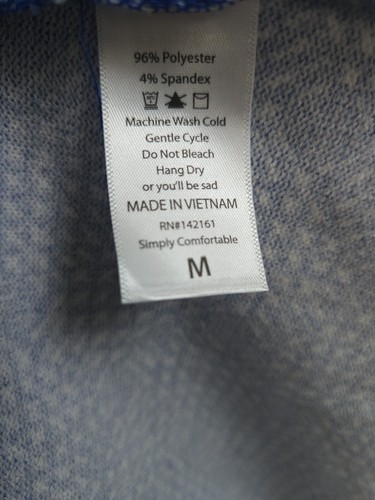 96% Polyester
4% Spandex
Machine Wash Cold
Gentle Cycle
Do Not Bleach
Hang Dry
or you'll be sad
MADE IN VIETNAM
RN#142161
Simply Comfortable
M